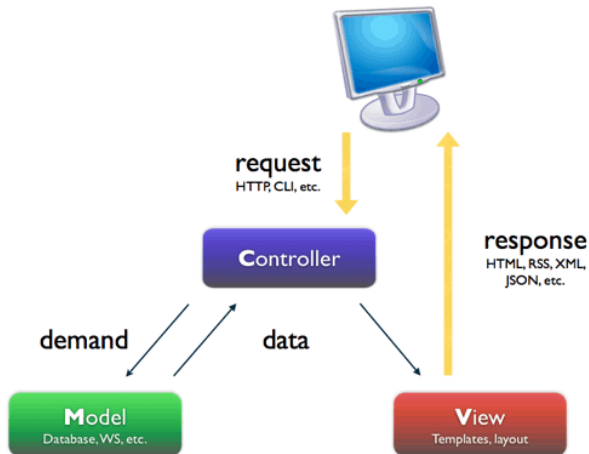 request
HTTP, CLI, etc.
Controller
response
HTML, RSS, XML,
JSON, etc.
demand
data
Model
Database, WS, etc.
View
Templates, layout